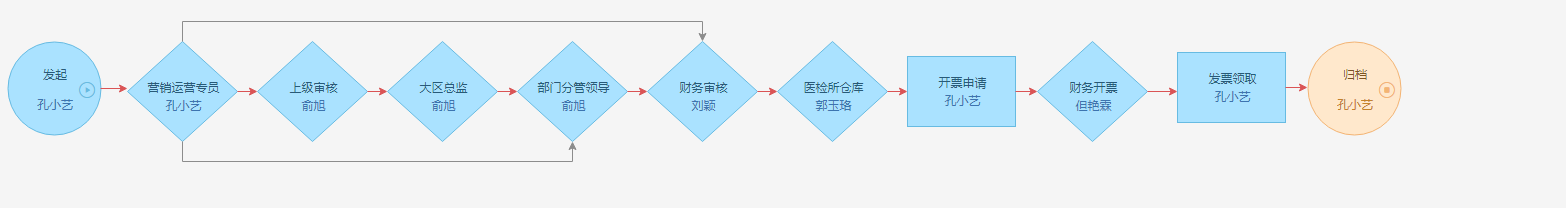 发起
孔小艺
营销运营专员
孔小艺
上级审核
俞旭
大区总监
俞旭
部门分管领导
俞旭
财务审核
刘颖
医检所仓库
郭玉珞
开票申请
孔小艺
财务开票
但艳霖
发票领取
孔小艺
归档
孔小艺